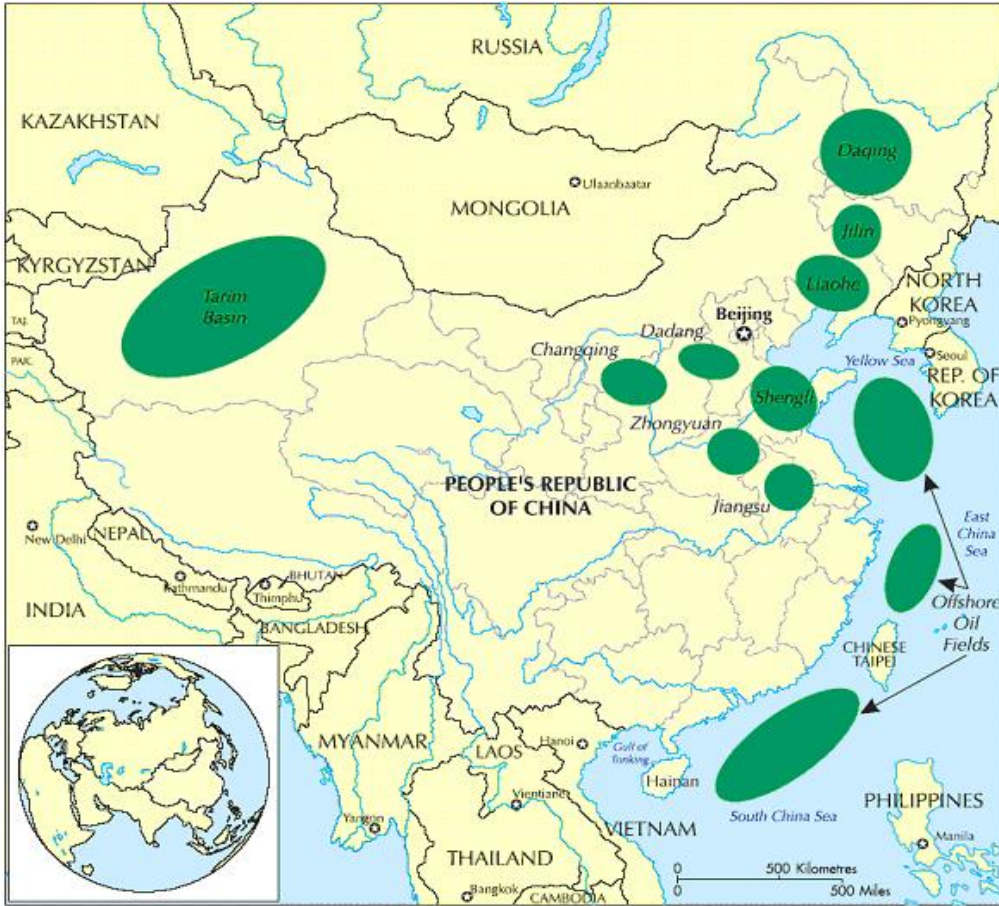 RUSSIA
KAZAKHSTAN
Daqing
Ulaanbaatar
MONGOLIA
Jilin
KYRGYZSTAN
NORTH
KOREA
Liaohe
Tarim
Basin
TAJ.
Beijing
Pyongyang
Dadang
Changqing
Seoul
Yellow Sea
PAK.
REP. OF
KOREA
Shengli
Zhongyuan
PEOPLE'S REPUBLIC
OF CHINA
Jiangsu
East
China
Sea
New Delhi
NEPAL
Kathmandu
BHUTAN
Thimphu
INDIA
BANGLADESH
Offshore
Oil
Fields
CHINESE
TAIPEI
MYANMAR
LAOS
Hanoi
Gulf of
Tonking
Hainan
Vientiane
VIETNAM
South China Sea
PHILIPPINES
Yangon
Manila
THAILAND
0 500 Kilometres
0 500 Miles
Bangkok
CAMBODIA